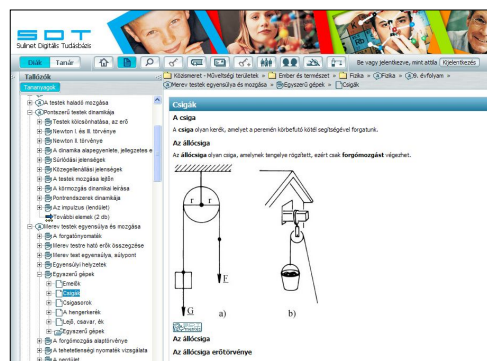 SDT
Sulinet Digitális Tudásbázis
Diák
Tanár
Be vagy jelentkezve, mint attila
Kijelentkezés
Tallózók
Tananyagok
Közismeret - Műveltségi területek » Ember és természet » Fizika » Fizika » 9. évfolyam »
Merev testek egyensúlya és mozgása » Egyszerű gépek » Csigák
A testek haladó mozgása
Pontszerű testek dinamikája
Testek kölcsönhatása, az erő
Newton I. és III. törvénye
Newton II. törvénye
A dinamika alapegyenlete, jellegzetes e
Súrlódási jelenségek
Közegellenállási jelenségek
A testek mozgása lejtőn
A körmozgás dinamikai leírása
Pontrendszerek dinamikája
Az impulzus (lendület)
További elemek (2 db)
Merev testek egyensúlya és mozgása
A forgatónyomaték
Merev testre ható erők összegzése
Merev test egyensúlya, súlypont
Egyensúlyi helyzetek
Egyszerű gépek
Emelők
Csigák
Csigasorok
A hengerkerék
Lejtő, csavar, ék
Egyszerű gépek
A forgómozgás alaptörvénye
A tehetetlenségi nyomaték vizsgálata
A perdület
Csigák
A csiga
A csiga olyan kerék, amelyet a peremén körbefutó kötél segítségével forgatunk.
Az állócsiga
Az állócsiga olyan csiga, amelynek tengelye rögzített, ezért csak forgómozgást végezhet.
r r
F
G
a)
b)
Az állócsiga
Az állócsiga erőtörvénye